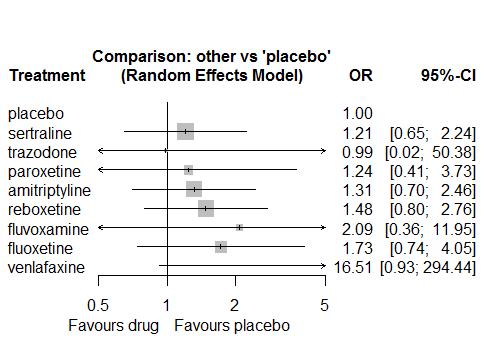 Comparison: other vs 'placebo'
Treatment (Random Effects Model) OR 95%-CI
placebo 1.00
sertraline 1.21 [0.65; 2.24]
trazodone 0.99 [0.02; 50.38]
paroxetine 1.24 [0.41; 3.73]
amitriptyline 1.31 [0.70; 2.46]
reboxetine 1.48 [0.80; 2.76]
fluvoxamine 2.09 [0.36; 11.95]
fluoxetine 1.73 [0.74; 4.05]
venlafaxine 16.51 [0.93; 294.44]
0.5 1 2 5
Favours drug Favours placebo